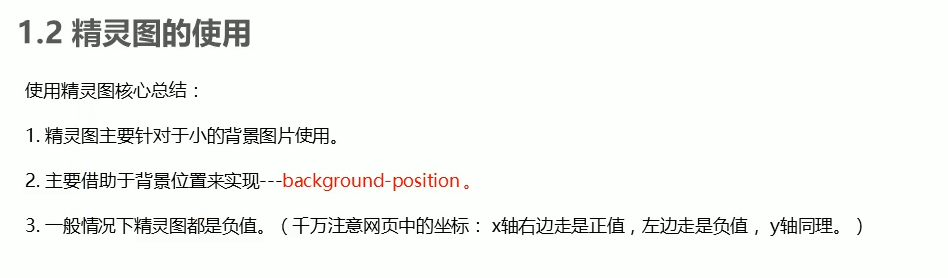 1.2 精灵图的使用
使用精灵图核心总结：
1. 精灵图主要针对于小的背景图片使用。
2. 主要借助于背景位置来实现---background-position 。
3. 一般情况下精灵图都是负值。（千万注意网页中的坐标： x轴右边走是正值，左边走是负值， y轴同理。）